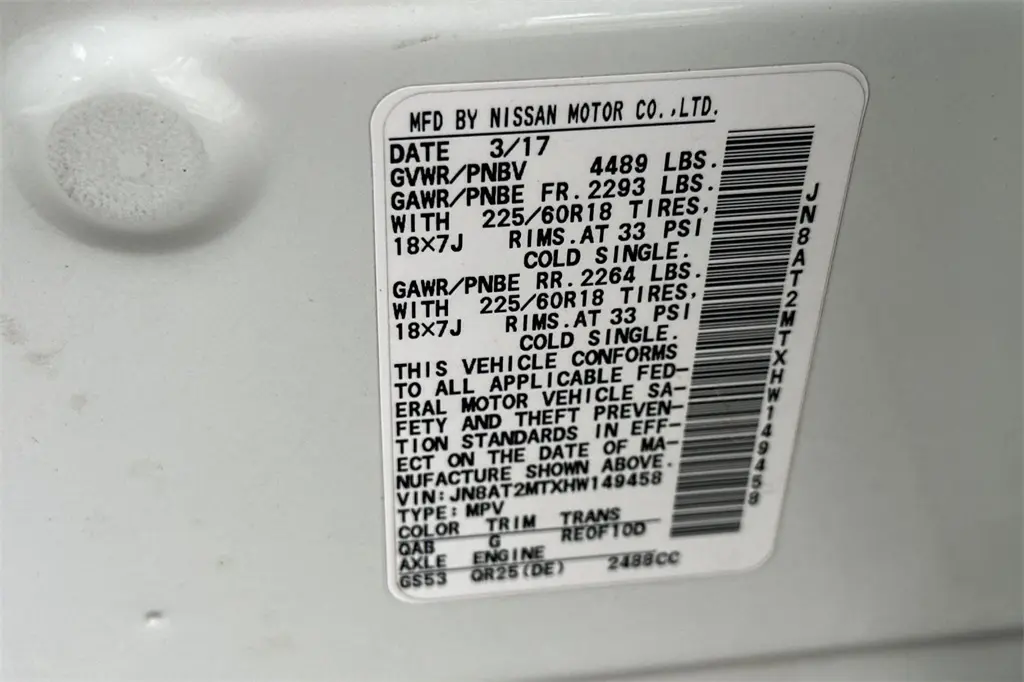 MFD BY NISSAN MOTOR CO.,LTD.
DATE 3/17
GVWR/PNBV 4489 LBS.
GAWR/PNBE FR. 2293 LBS.
WITH 225/60R18 TIRES,
18×7J RIMS.AT 33 PSI
COLD SINGLE.
GAWR/PNBE RR. 2264 LBS.
WITH 225/60R18 TIRES,
18×7J RIMS.AT 33 PSI
COLD SINGLE.
THIS VEHICLE CONFORMS
TO ALL APPLICABLE FED-
ERAL MOTOR VEHICLE SA-
FETY AND THEFT PREVEN-
TION STANDARDS IN EFF-
ECT ON THE DATE OF MA-
NUFACTURE SHOWN ABOVE.
VIN:JN8AT2MTXHW149458
TYPE:MPV
COLOR TRIM TRANS
QAB G RE0F10D
AXLE ENGINE
GS53 QR25(DE) 2488CC
JN8AT2MTXHW149458